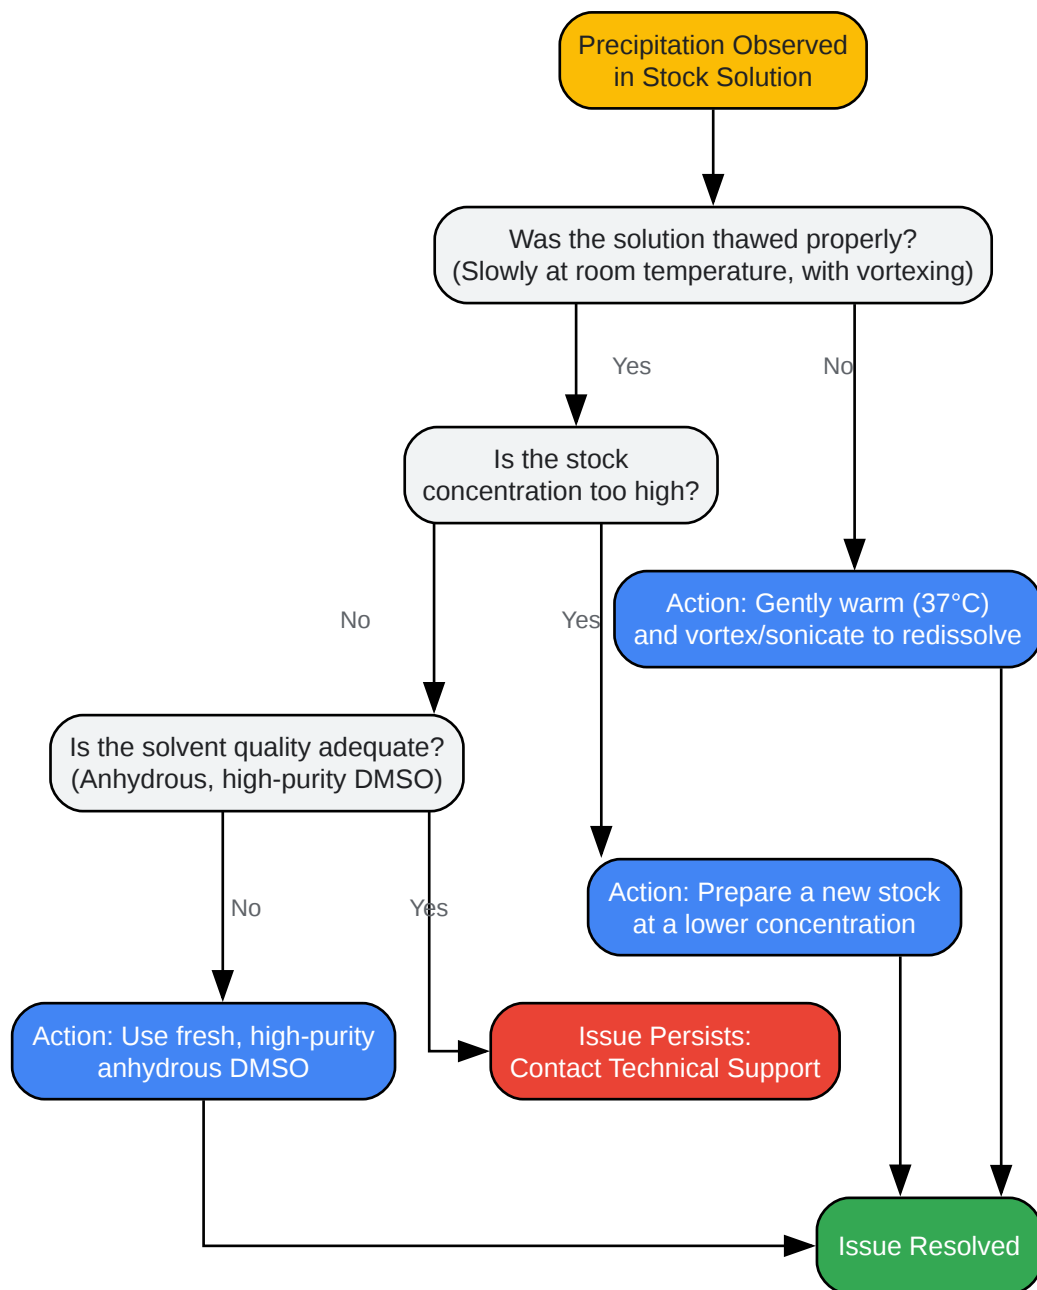 Precipitation Observed
in Stock Solution
Was the solution thawed properly?
(Slowly at room temperature, with vortexing)
Yes
No
Is the stock
concentration too high?
No
Yes
Action: Gently warm (37°C)
and vortex/sonicate to redissolve
Is the solvent quality adequate?
(Anhydrous, high-purity DMSO)
No
Yes
Action: Prepare a new stock
at a lower concentration
Action: Use fresh, high-purity
anhydrous DMSO
Issue Persists:
Contact Technical Support
Issue Resolved